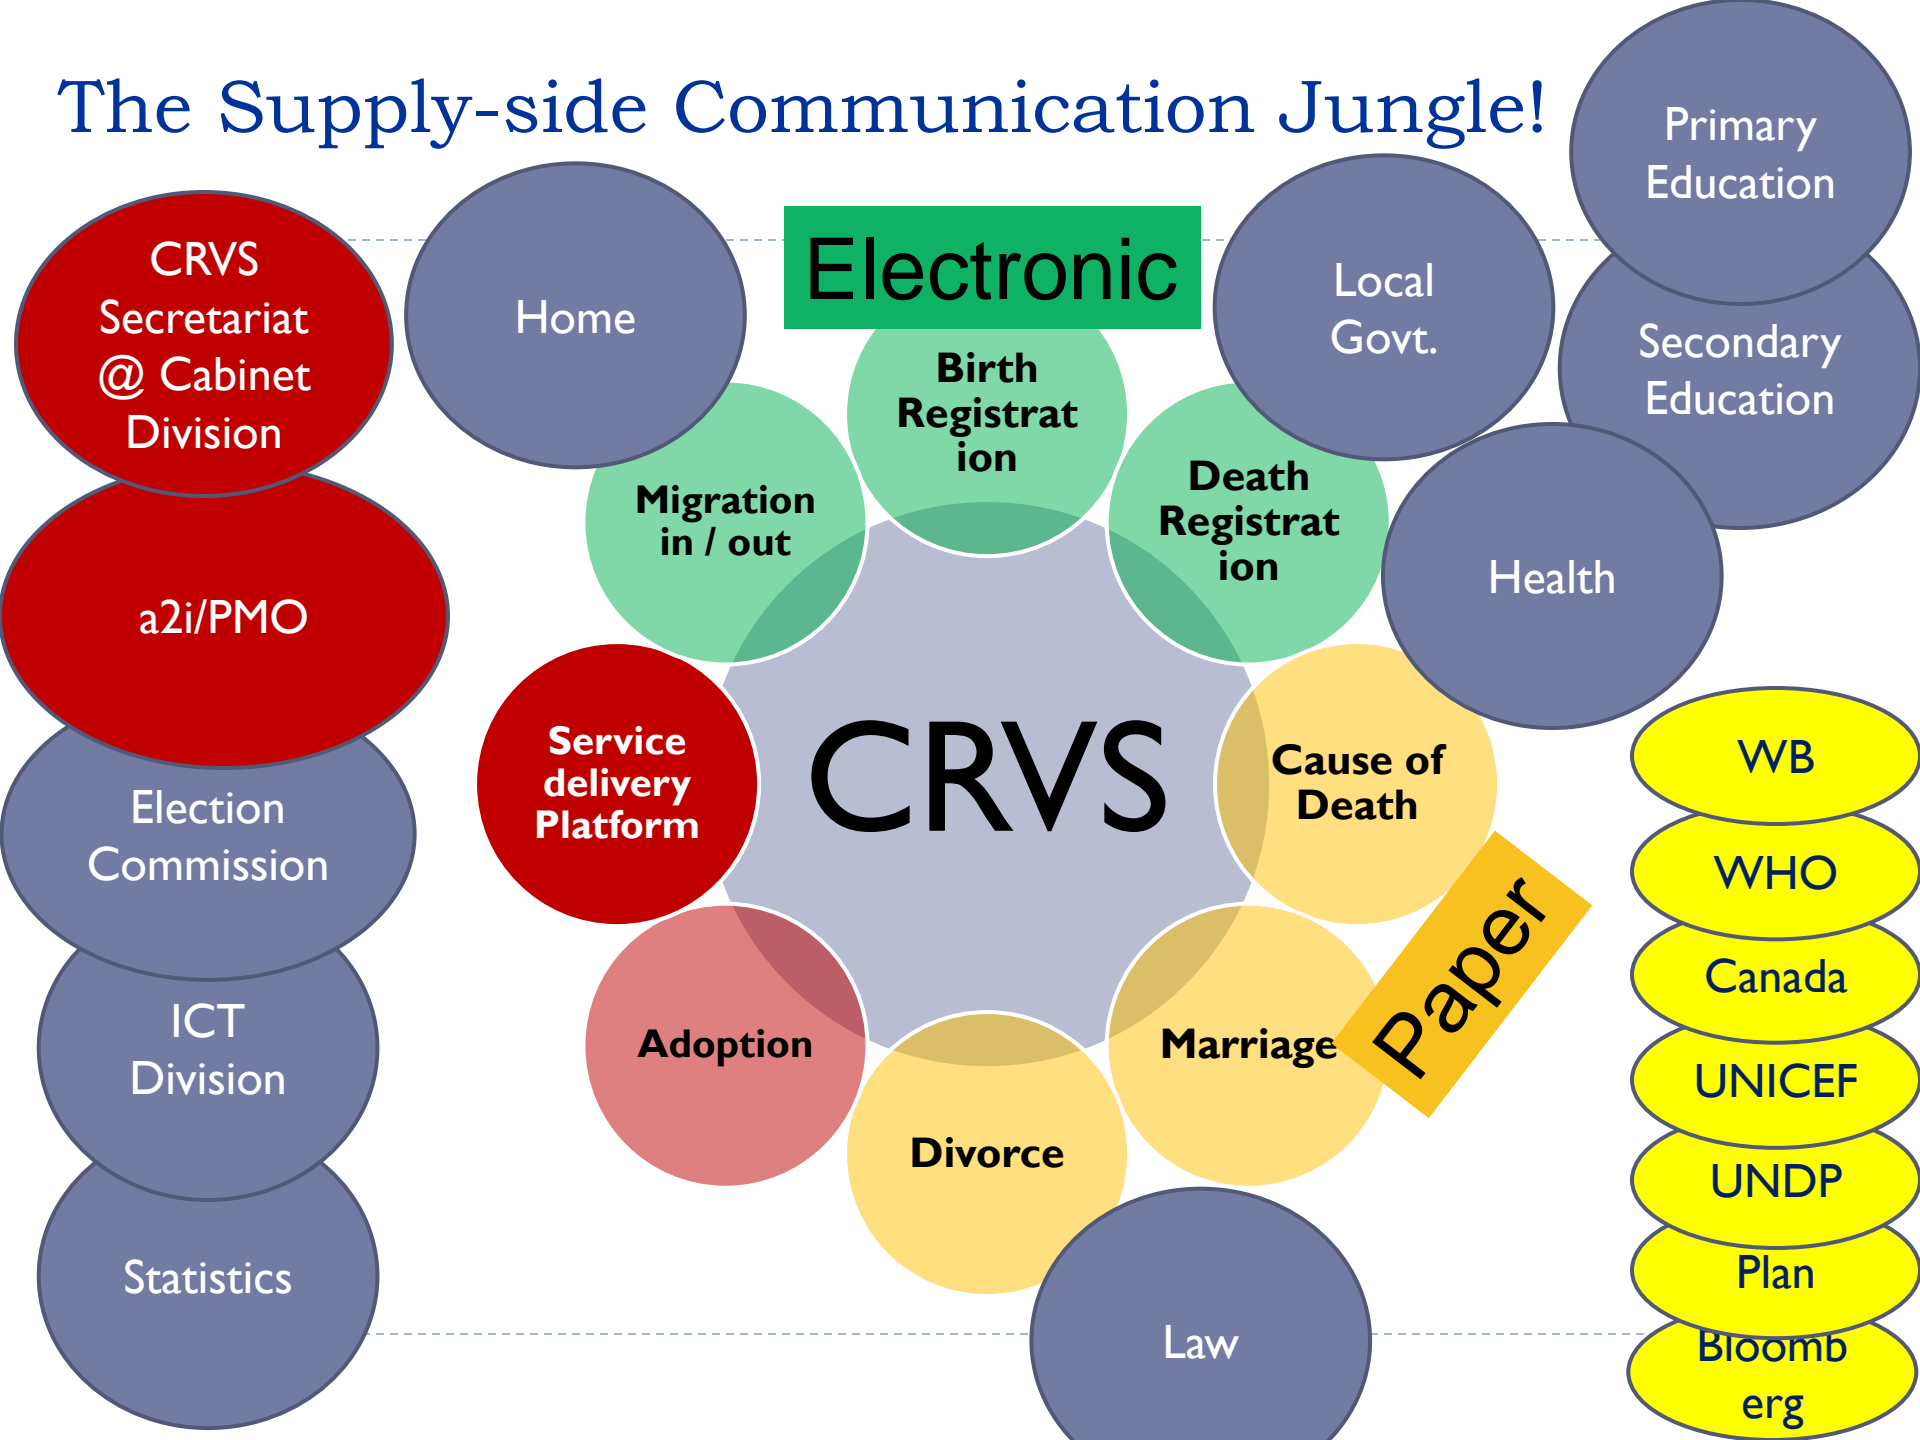 The Supply-side Communication Jungle!
Primary
Education
CRVS
Secretariat
@ Cabinet
Division
Home
Electronic
Local
Govt.
Secondary
Education
Birth
Registrat
ion
Migration
in / out
Death
Registrat
ion
Health
a2i/PMO
Service
delivery
Platform
CRVS
Cause of
Death
WB
Election
Commission
WHO
Paper
Canada
ICT
Division
Adoption
Marriage
UNICEF
Divorce
UNDP
Statistics
Plan
Law
Bloomb
erg